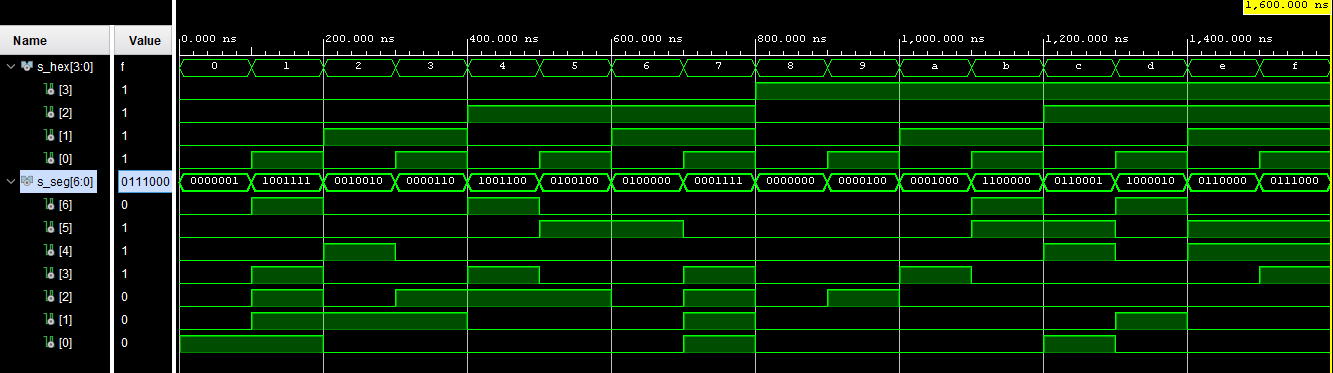 1,600.000 ns
Name Value 0.000 ns 200.000 ns 400.000 ns 600.000 ns 800.000 ns 1,000.000 ns 1,200.000 ns 1,400.000 ns
s_hex[3:0] f 0 1 2 3 4 5 6 7 8 9 a b c d e f
[3] 1
[2] 1
[1] 1
[0] 1
s_seg[6:0] 0111000 0000001 1001111 0010010 0000110 1001100 0100100 0100000 0001111 0000000 0000100 0001000 1100000 0110001 1000010 0110000 0111000
[6] 0
[5] 1
[4] 1
[3] 1
[2] 0
[1] 0
[0] 0